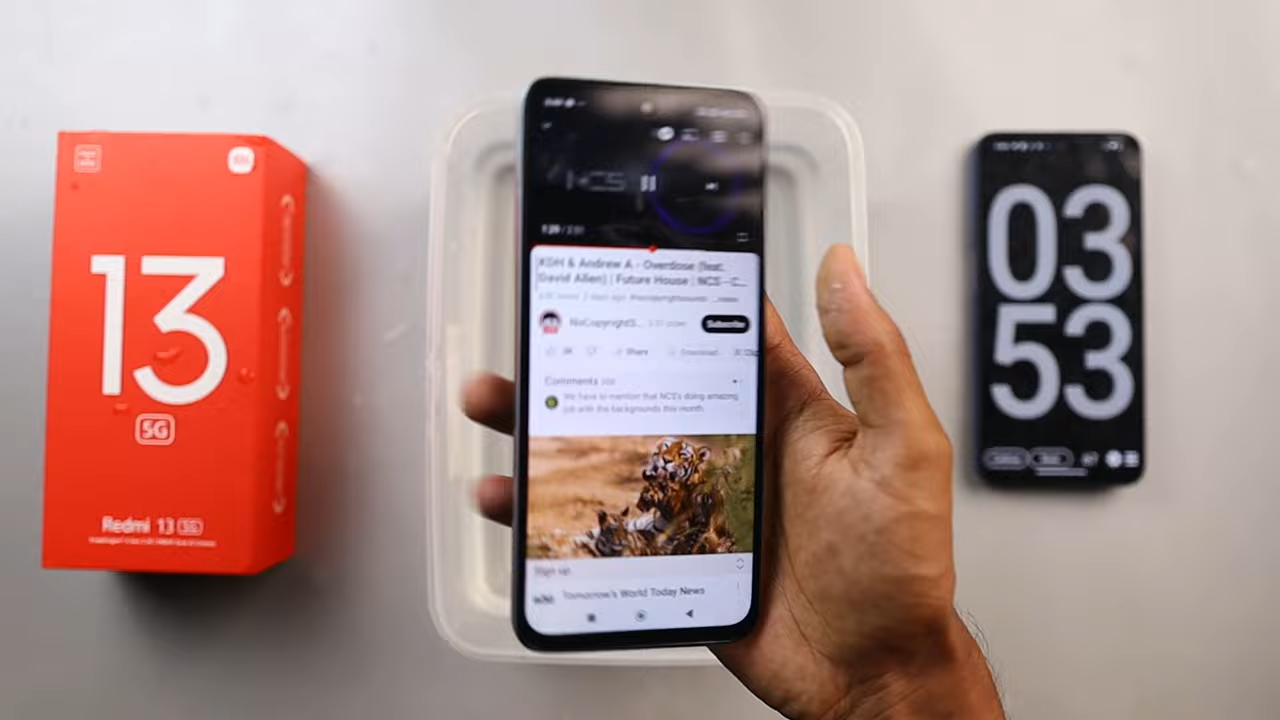 13
5G
Redmi 13 5G
NCS
KSH & Andrew A - Overdose (feat.
David Allen) | Future House | NCS - C...
NoCopyrightS...
Subscribe
Share
Download
Comments
We have to mention that NCS's doing amazing
job with the backgrounds this month.
Sign up
Tomorrow's World Today News
03
53